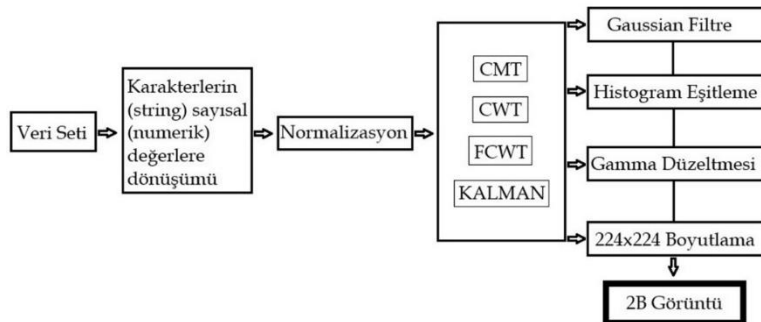 Veri Seti
Karakterlerin
(string) sayısal
(numerik)
değerlere
dönüşümü
Normalizasyon
CMT
CWT
FCWT
KALMAN
Gaussian Filtre
Histogram Eşitleme
Gamma Düzeltmesi
224x224 Boyutlama
2B Görüntü